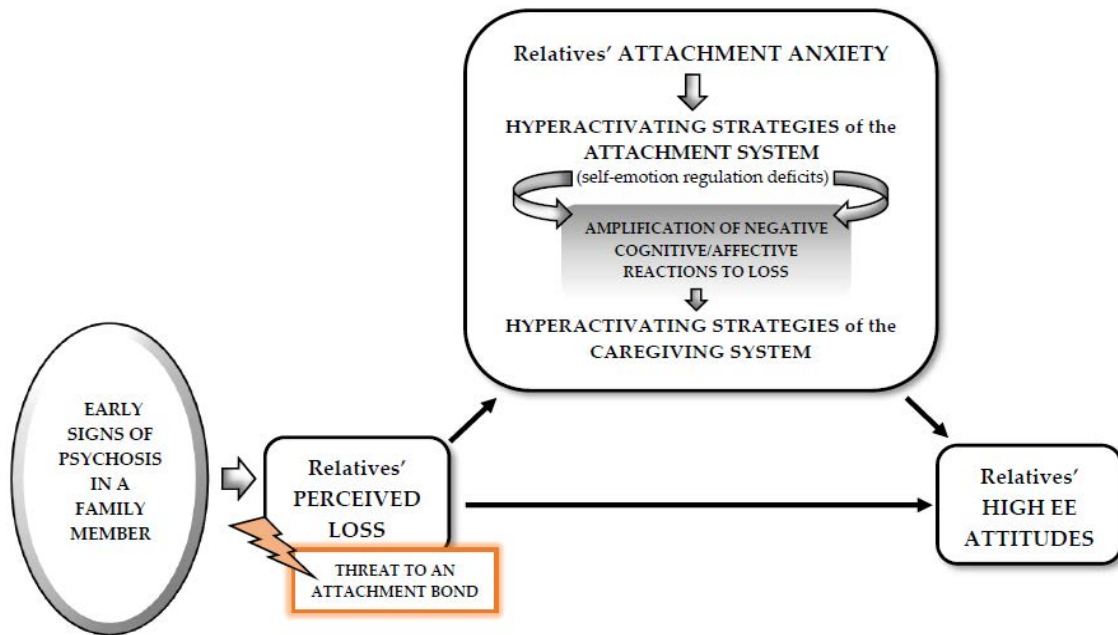 Relatives' ATTACHMENT ANXIETY
HYPERACTIVATING STRATEGIES of the
ATTACHMENT SYSTEM
(self-emotion regulation deficits)
AMPLIFICATION OF NEGATIVE
COGNITIVE/AFFECTIVE
REACTIONS TO LOSS
HYPERACTIVATING STRATEGIES of the
CAREGIVING SYSTEM
EARLY
SIGNS OF
PSYCHOSIS
IN A
FAMILY
MEMBER
Relatives'
PERCEIVED
LOSS
THREAT TO AN
ATTACHMENT BOND
Relatives'
HIGH EE
ATTITUDES